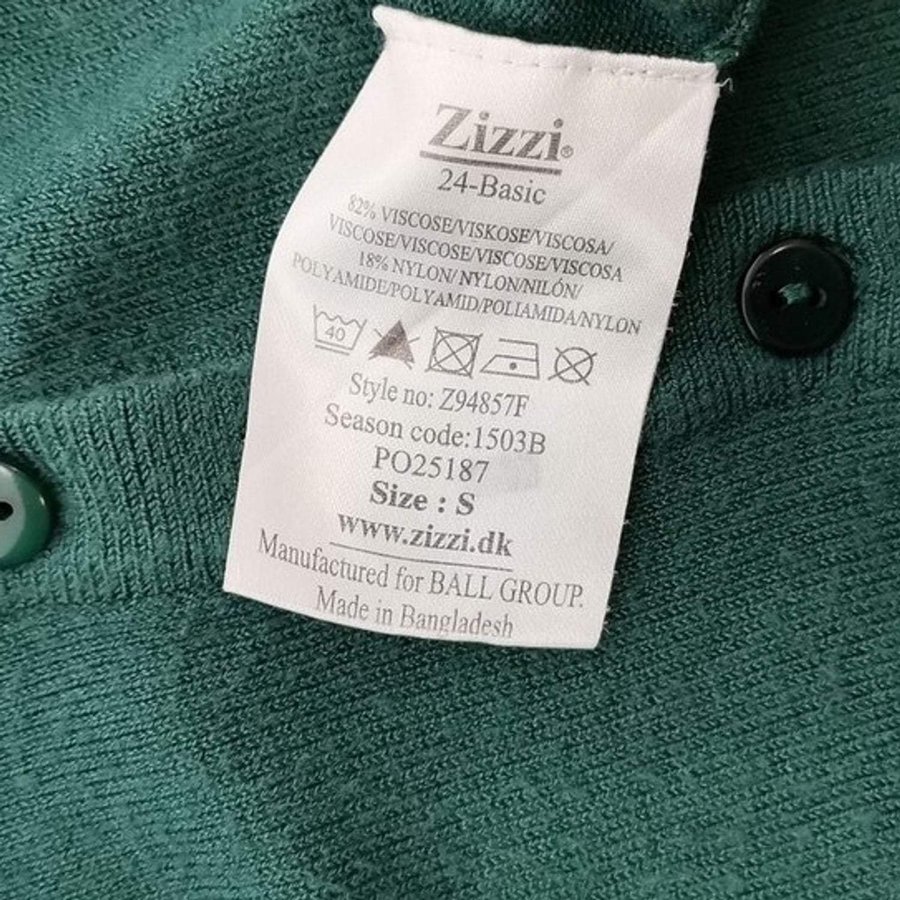 Zizzi®
24-Basic
82% VISCOSE/VISKOSE/VISCOSA/
VISCOSE/VISCOSE/VISCOSE/VISCOSA
18% NYLON/ NYLON/NILÓN/
POLYAMIDE/POLYAMID/POLIAMIDA/NYLON
40
Style no: Z94857F
Season code:1503B
PO25187
Size : S
www.zizzi.dk
Manufactured for BALL GROUP.
Made in Bangladesh